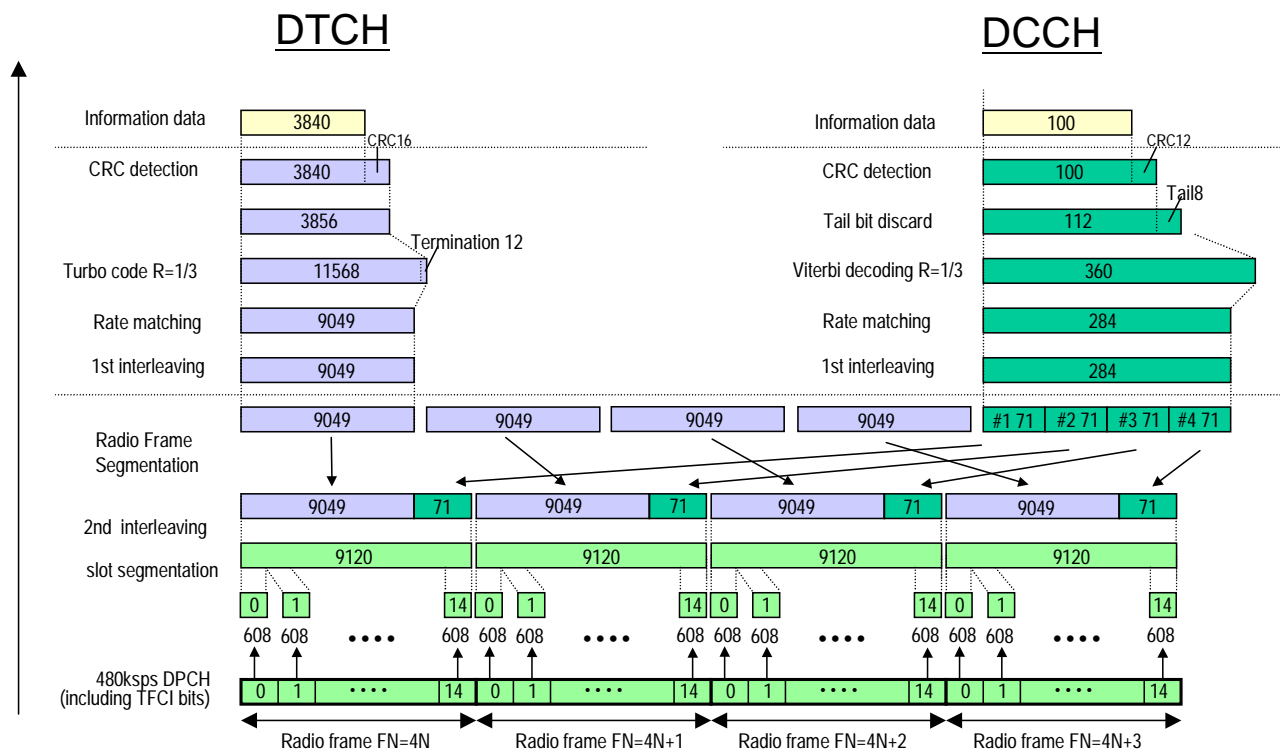 DTCH
DCCH
Information data
3840
Information data
100
CRC16
CRC12
CRC detection
3840
CRC detection
100
3856
Tail bit discard
112
Tail8
Termination 12
Turbo code R=1/3
11568
Viterbi decoding R=1/3
360
Rate matching
9049
Rate matching
284
1st interleaving
9049
1st interleaving
284
Radio Frame
Segmentation
9049
9049
9049
9049
#1 71
#2 71
#3 71
#4 71
2nd interleaving
9049
71
9049
71
9049
71
9049
71
slot segmentation
9120
9120
9120
9120
0
1
14
0
1
14
0
1
14
0
1
14
608
608
••••
608
608
608
••••
608
608
608
••••
608
608
608
••••
608
480ksps DPCH
(including TFCI bits)
0
1
••••
14
0
1
••••
14
0
1
••••
14
0
1
••••
14
Radio frame FN=4N
Radio frame FN=4N+1
Radio frame FN=4N+2
Radio frame FN=4N+3